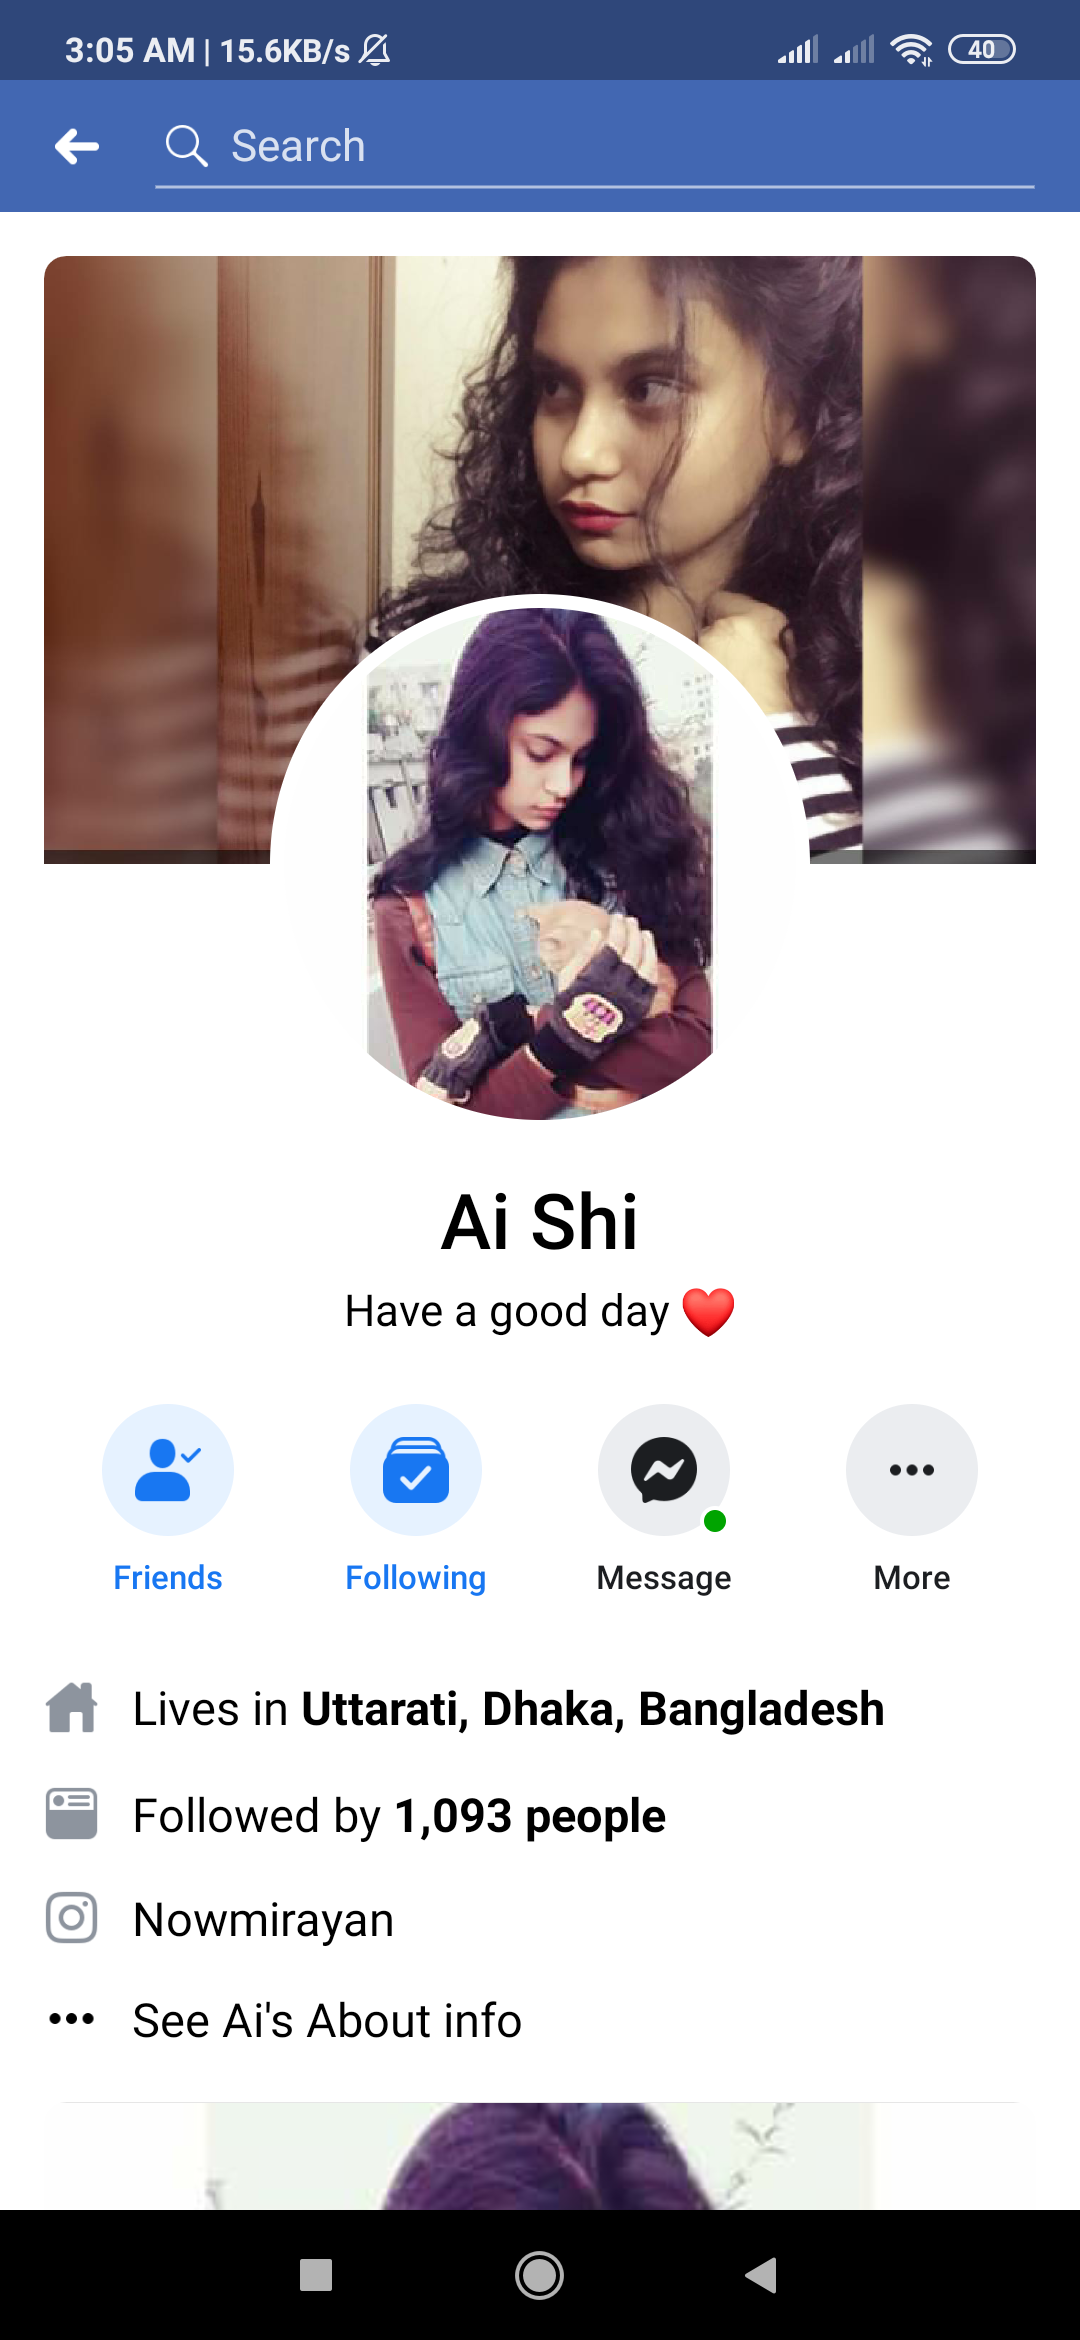 3:05 AM | 15.6KB/s
40
Search
Ai Shi
Have a good day ❤️
Friends
Following
Message
More
Lives in Uttarati, Dhaka, Bangladesh
Followed by 1,093 people
Nowmirayan
See Ai's About info